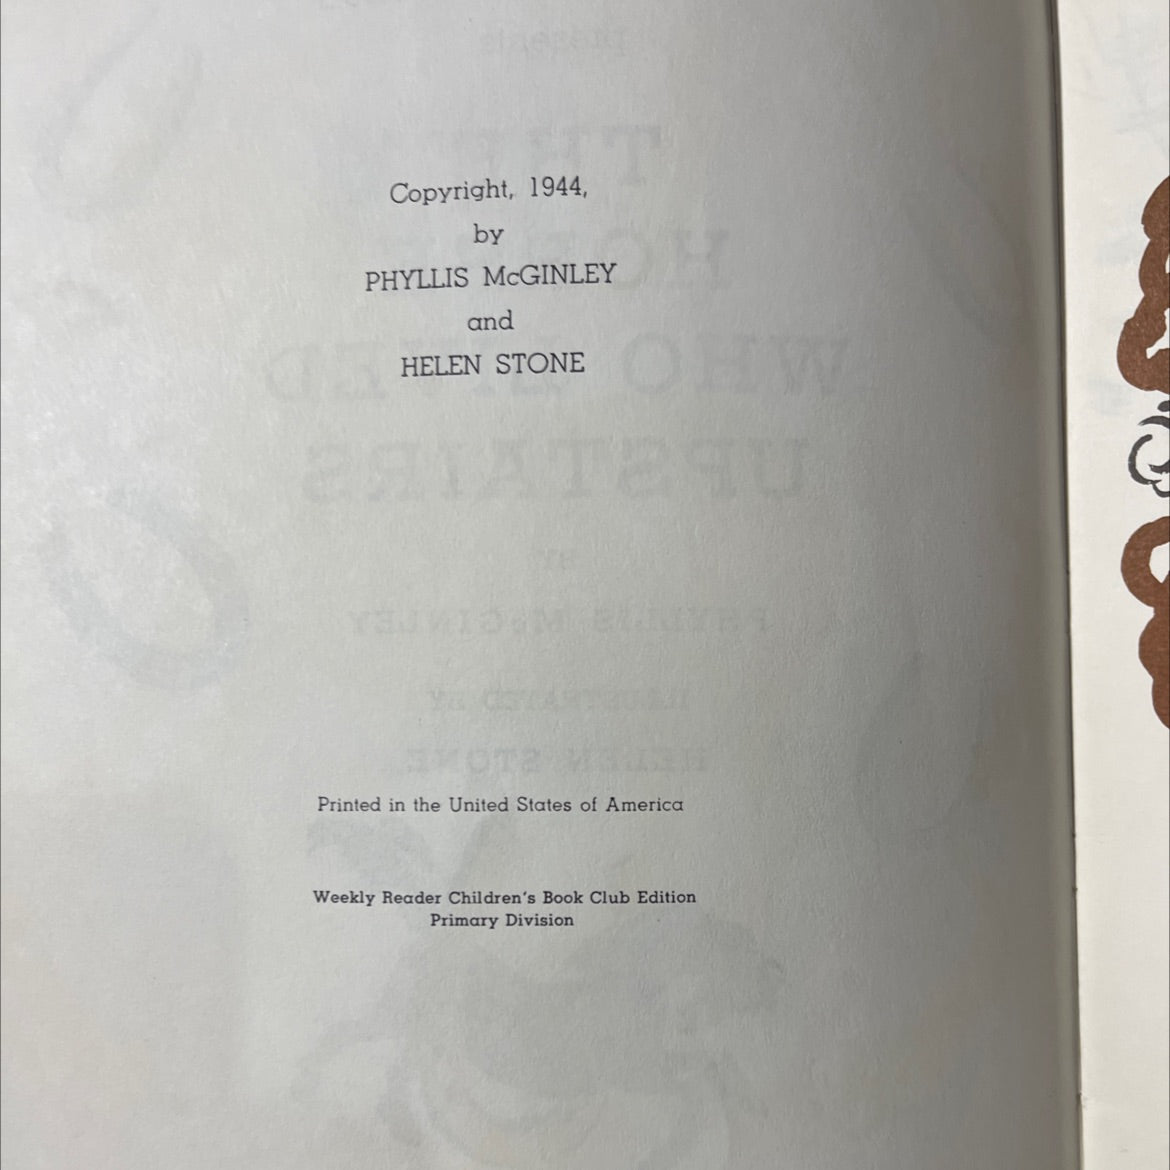 Copyright, 1944,
by
PHYLLIS McGINLEY
and
HELEN STONE
Printed in the United States of America
Weekly Reader Children's Book Club Edition
Primary Division